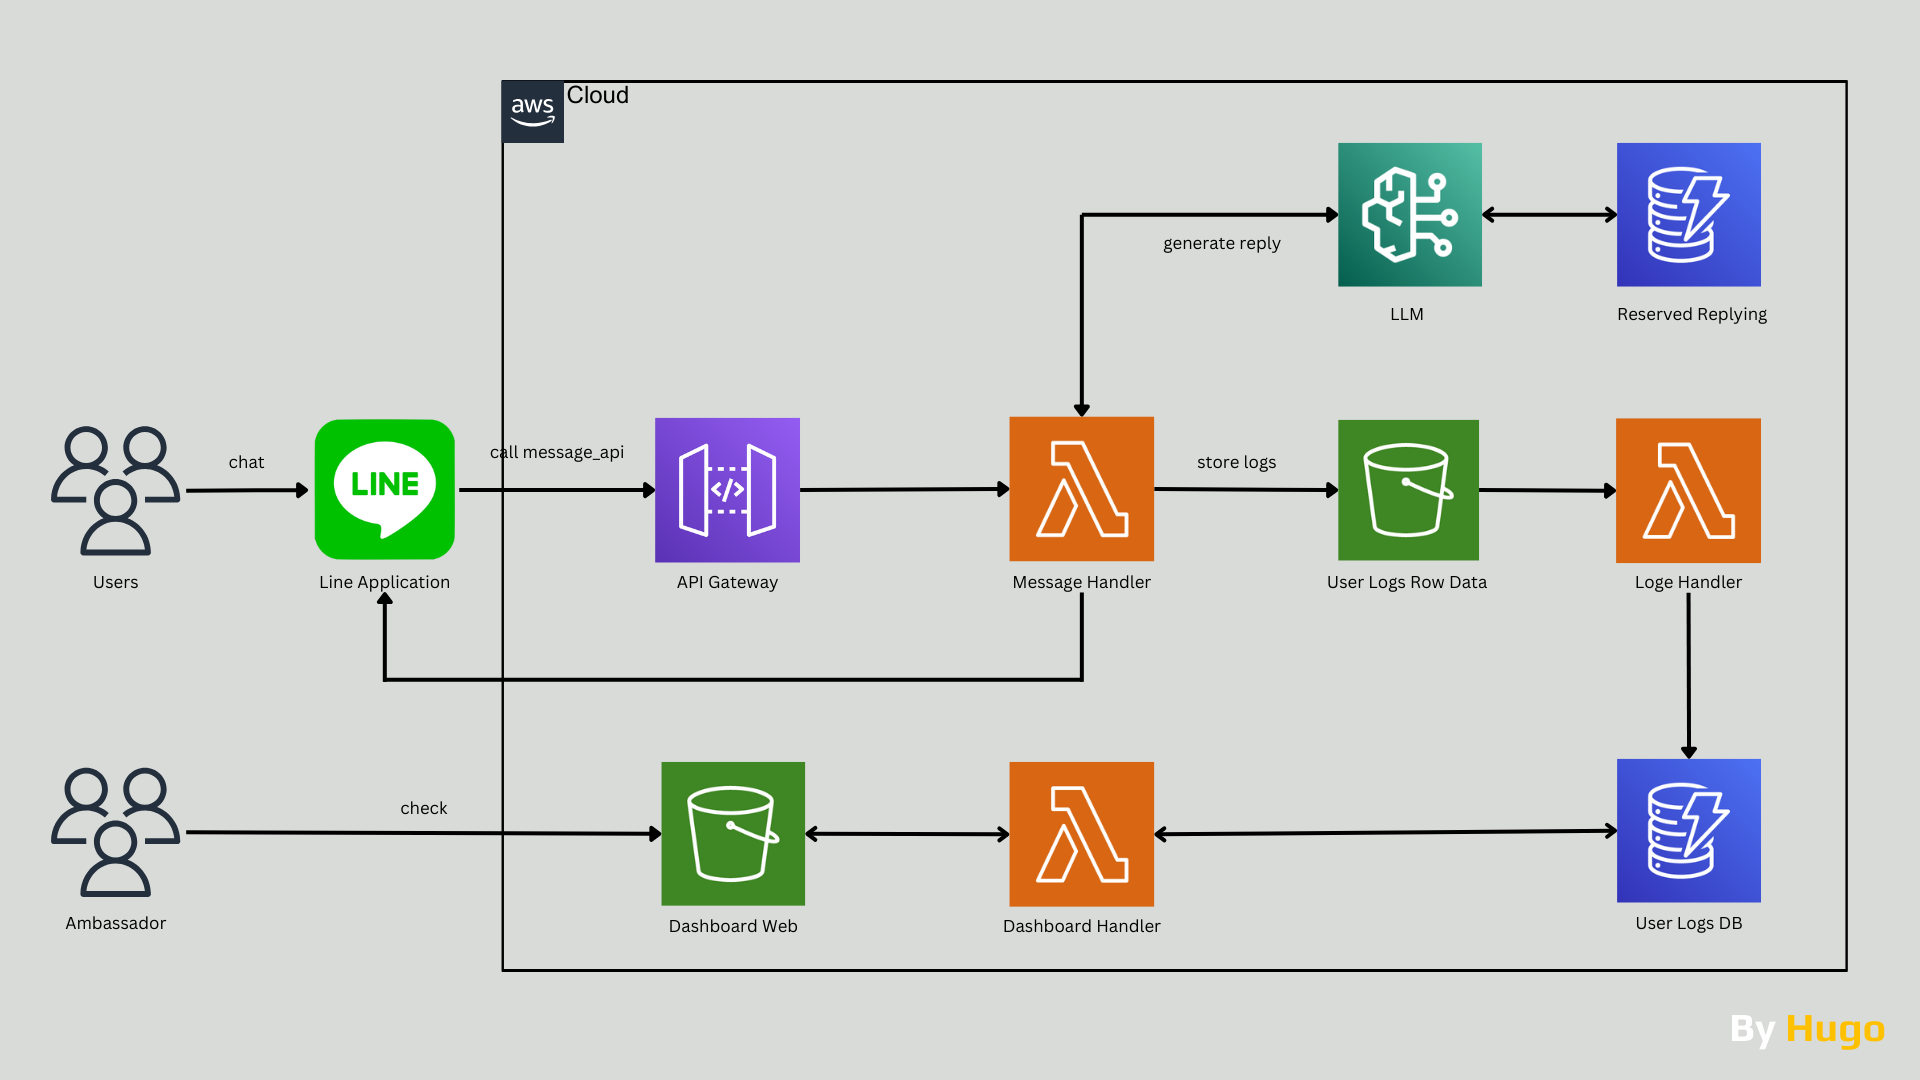 aws
Cloud
generate reply
LLM
Reserved Replying
chat
LINE
call message_api
</>
store logs
Users
Line Application
API Gateway
Message Handler
User Logs Row Data
Loge Handler
check
Ambassador
Dashboard Web
Dashboard Handler
User Logs DB
By Hugo